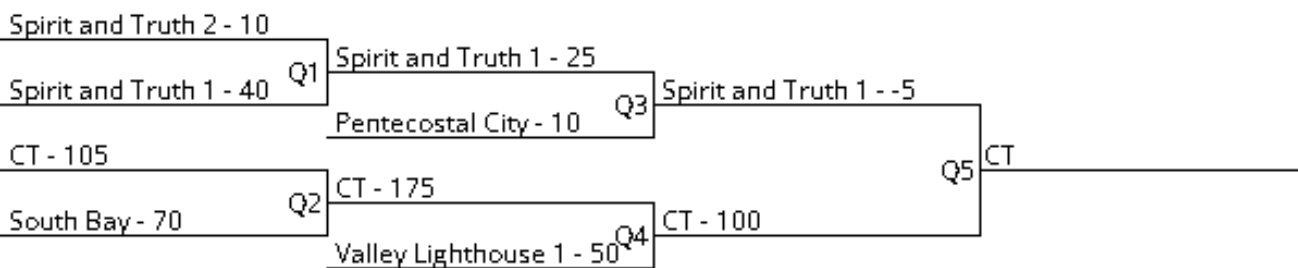 Spirit and Truth 2 - 10
Q1
Spirit and Truth 1 - 40
Spirit and Truth 1 - 25
Q3
Pentecostal City - 10
Spirit and Truth 1 - -5
CT - 105
Q2
South Bay - 70
CT - 175
Q4
Valley Lighthouse 1 - 50
CT - 100
Q5
CT